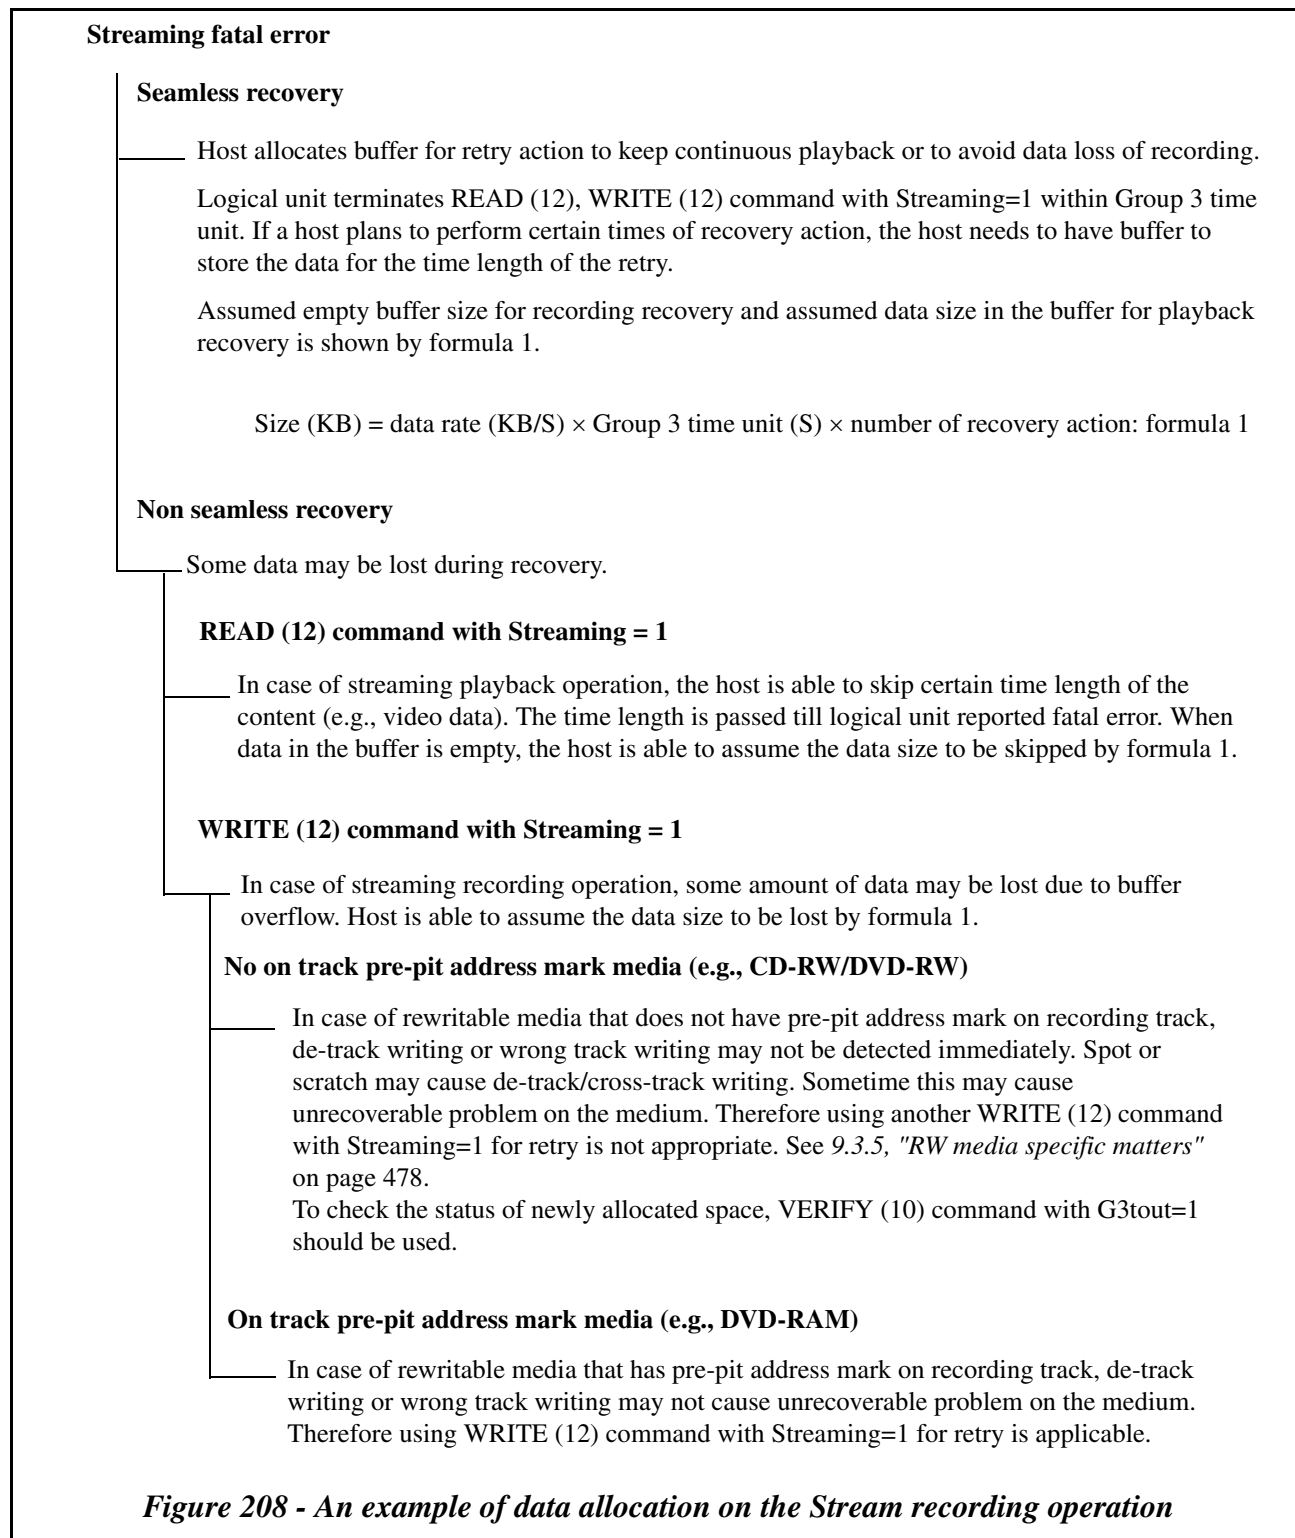 Streaming fatal error
Seamless recovery
Host allocates buffer for retry action to keep continuous playback or to avoid data loss of recording.
Logical unit terminates READ (12), WRITE (12) command with Streaming=1 within Group 3 time
unit. If a host plans to perform certain times of recovery action, the host needs to have buffer to
store the data for the time length of the retry.
Assumed empty buffer size for recording recovery and assumed data size in the buffer for playback
recovery is shown by formula 1.
Size (KB) = data rate (KB/S) × Group 3 time unit (S) × number of recovery action: formula 1
Non seamless recovery
Some data may be lost during recovery.
READ (12) command with Streaming = 1
In case of streaming playback operation, the host is able to skip certain time length of the
content (e.g., video data). The time length is passed till logical unit reported fatal error. When
data in the buffer is empty, the host is able to assume the data size to be skipped by formula 1.
WRITE (12) command with Streaming = 1
In case of streaming recording operation, some amount of data may be lost due to buffer
overflow. Host is able to assume the data size to be lost by formula 1.
No on track pre-pit address mark media (e.g., CD-RW/DVD-RW)
In case of rewritable media that does not have pre-pit address mark on recording track,
de-track writing or wrong track writing may not be detected immediately. Spot or
scratch may cause de-track/cross-track writing. Sometime this may cause
unrecoverable problem on the medium. Therefore using another WRITE (12) command
with Streaming=1 for retry is not appropriate. See 9.3.5, "RW media specific matters"
on page 478.
To check the status of newly allocated space, VERIFY (10) command with G3tout=1
should be used.
On track pre-pit address mark media (e.g., DVD-RAM)
In case of rewritable media that has pre-pit address mark on recording track, de-track
writing or wrong track writing may not cause unrecoverable problem on the medium.
Therefore using WRITE (12) command with Streaming=1 for retry is applicable.
Figure 208 - An example of data allocation on the Stream recording operation